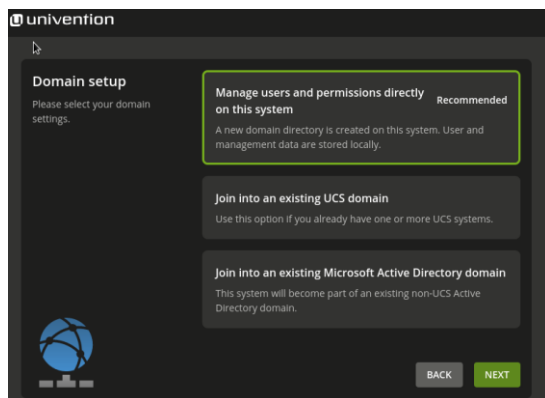 univention
Domain setup
Please select your domain
settings.
Manage users and permissions directly
on this system
Recommended
A new domain directory is created on this system. User and
management data are stored locally.
Join into an existing UCS domain
Use this option if you already have one or more UCS systems.
Join into an existing Microsoft Active Directory domain
This system will become part of an existing non-UCS Active
Directory domain.
BACK
NEXT